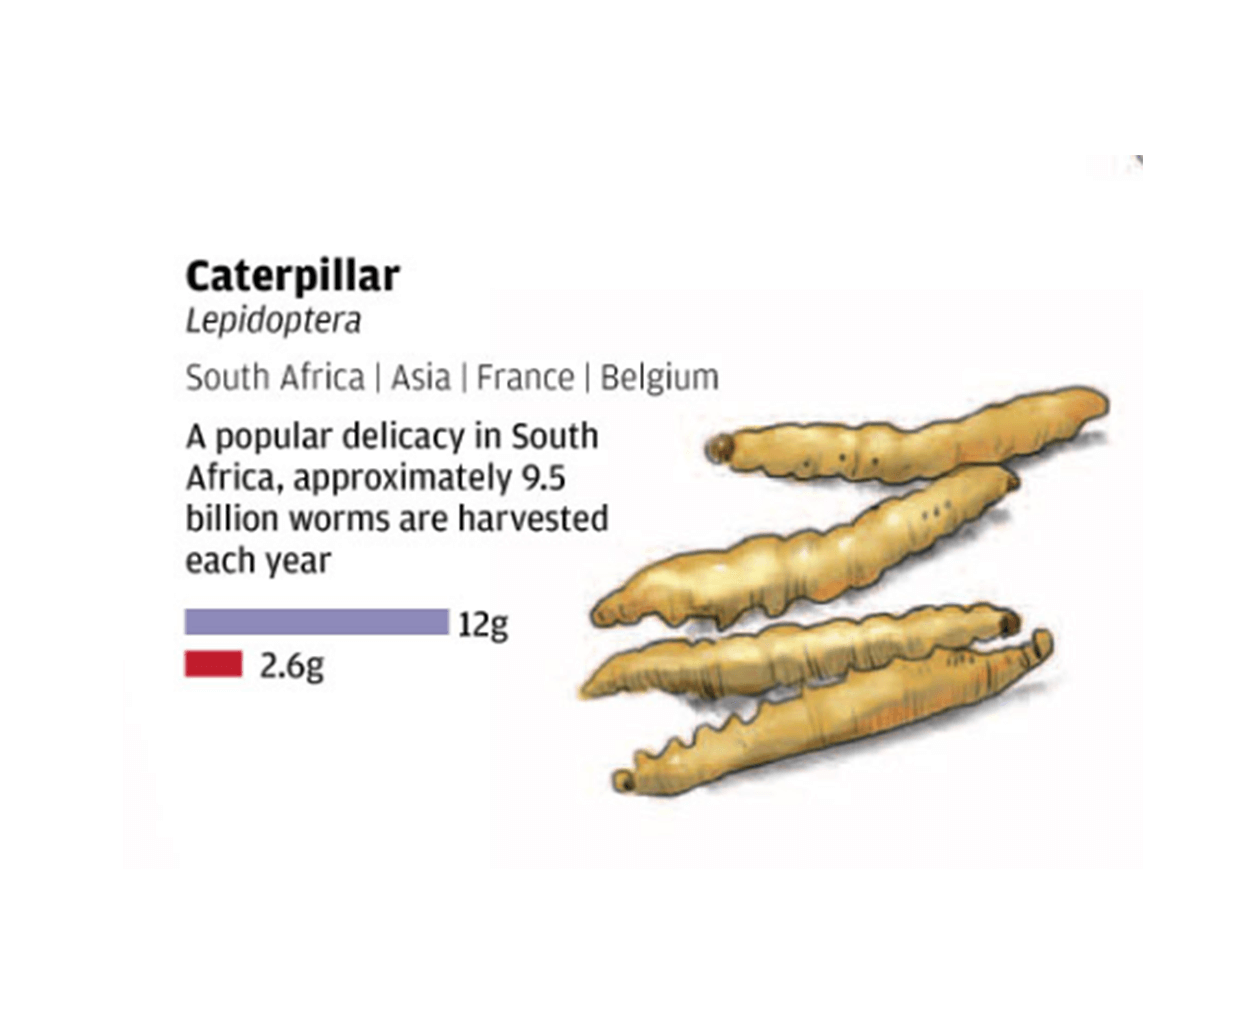 Caterpillar
Lepidoptera
South Africa | Asia | France | Belgium
A popular delicacy in South
Africa, approximately 9.5
billion worms are harvested
each year
12g
2.6g